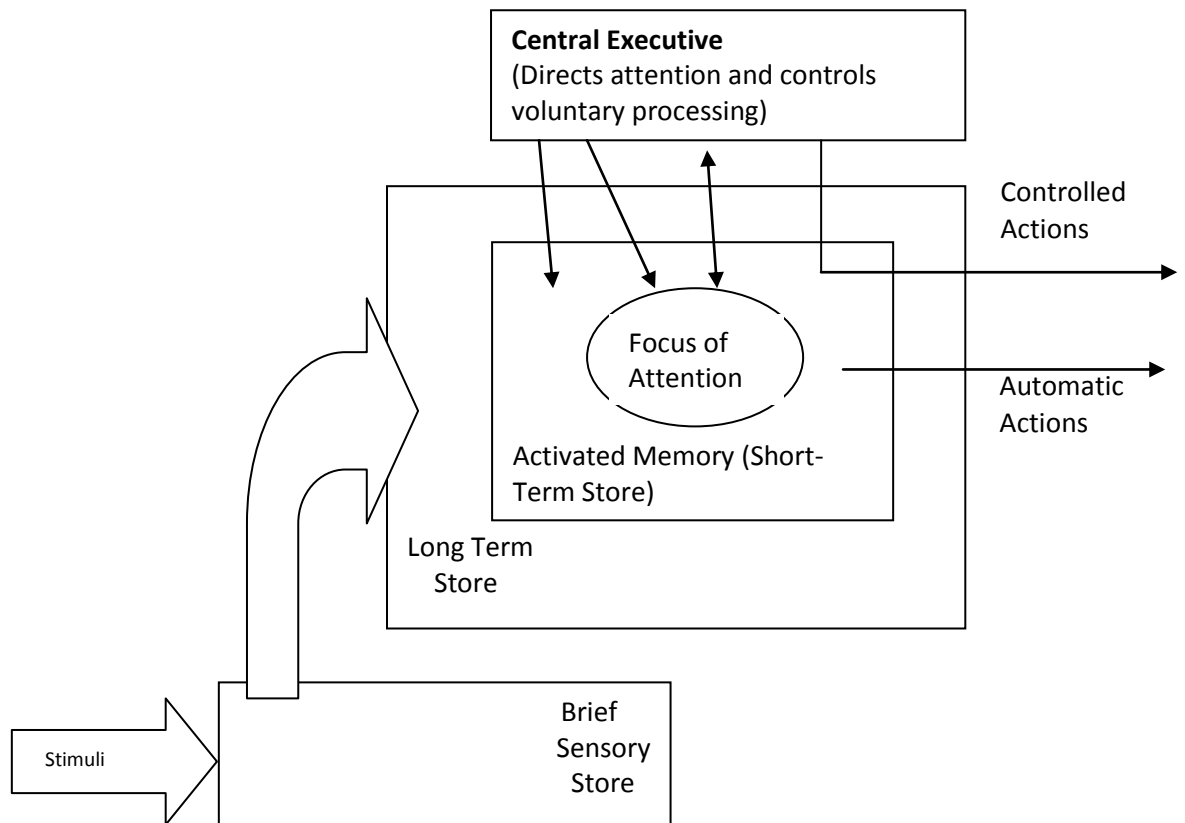 Central Executive
(Directs attention and controls
voluntary processing)
Controlled
Actions
Focus of
Attention
Automatic
Actions
Activated Memory (Short-
Term Store)
Long Term
Store
Brief
Sensory
Store
Stimuli